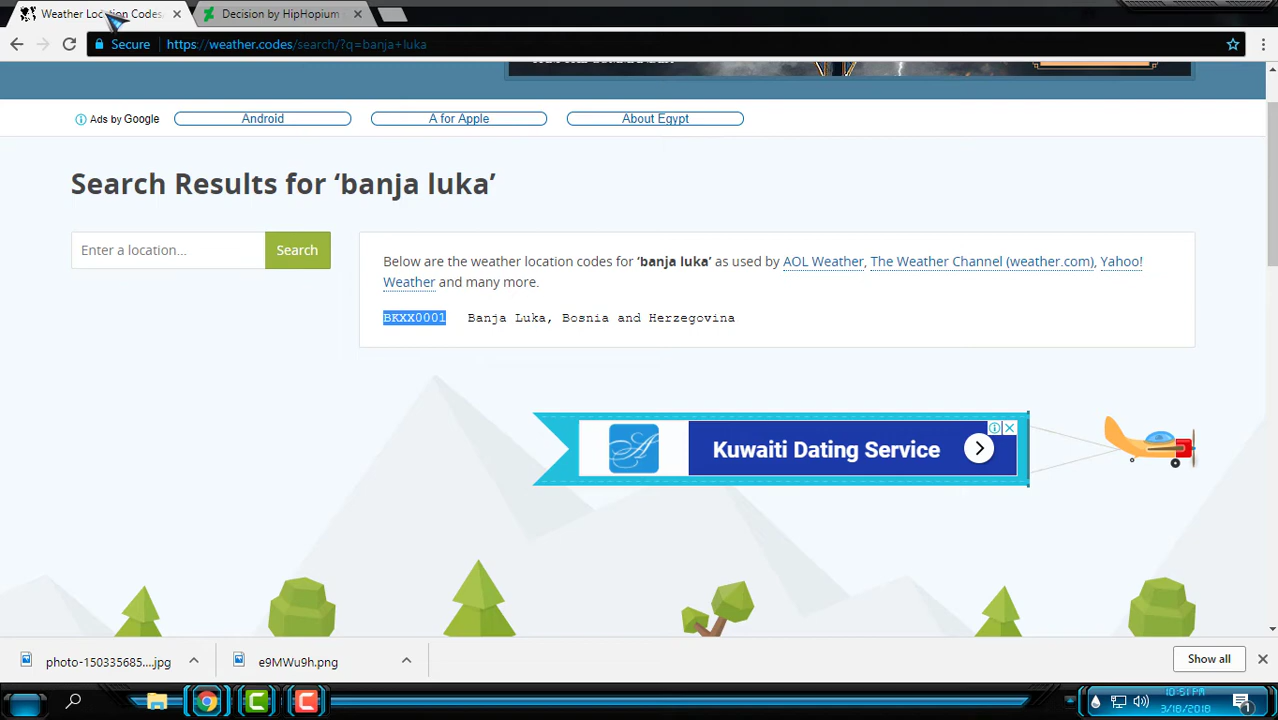 Weather Location Codes
Decision by HipHopium
Secure
https://weather.codes/search/?q=banja+luka
Ads by Google
Android
A for Apple
About Egypt
Search Results for ‘banja luka’
Enter a location...
Search
Below are the weather location codes for ‘banja luka’ as used by AOL Weather, The Weather Channel (weather.com), Yahoo!
Weather and many more.
BKXX0001 Banja Luka, Bosnia and Herzegovina
A
Kuwaiti Dating Service
photo-150335685....jpg
e9MWu9h.png
Show all
10:51 PM
3/18/2018
1